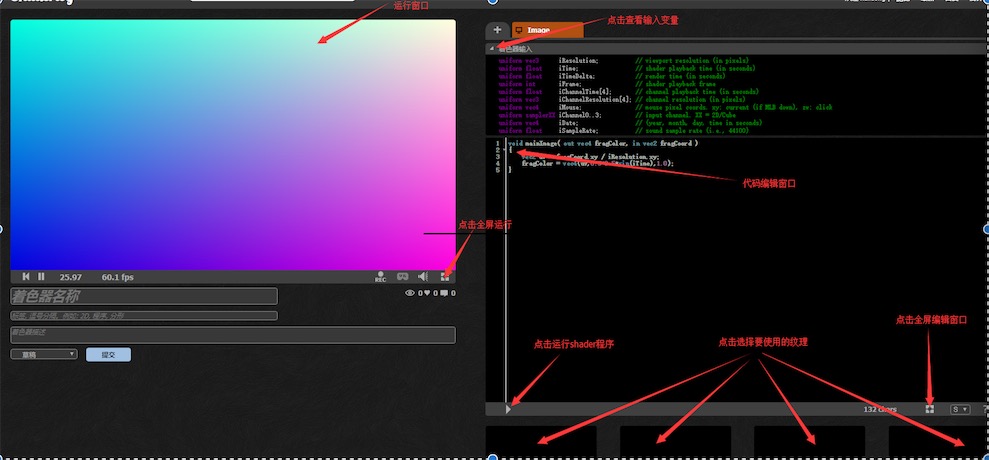 运行窗口
点击查看输入变量
+ Image
着色器输入
uniform vec3 iResolution; // viewport resolution (in pixels)
uniform float iTime; // shader playback time (in seconds)
uniform float iTimeDelta; // render time (in seconds)
uniform int iFrame; // shader playback frame
uniform float iChannelTime[4]; // channel playback time (in seconds)
uniform vec3 iChannelResolution[4]; // channel resolution (in pixels)
uniform vec4 iMouse; // mouse pixel coords. xy: current (if MLB down), zw: click
uniform samplerXX iChannel0..3; // input channel. XX = 2D/Cube
uniform vec4 iDate; // (year, month, day, time in seconds)
uniform float iSampleRate; // sound sample rate (i.e., 44100)
1 void mainImage( out vec4 fragColor, in vec2 fragCoord )
2 {
3 fragCoord.xy / iResolution.xy;
4 fragColor = vec4(uv,
5 }
代码编辑窗口
点击全屏运行
25.97 60.1 fps
REC
着色器名称
0 0 0
标签, 逗号分隔, 例如: 2D, 程序, 分形
着色器描述
草稿 提交
点击全屏编辑窗口
点击运行shader程序
点击选择要使用的纹理
132 chars S ?